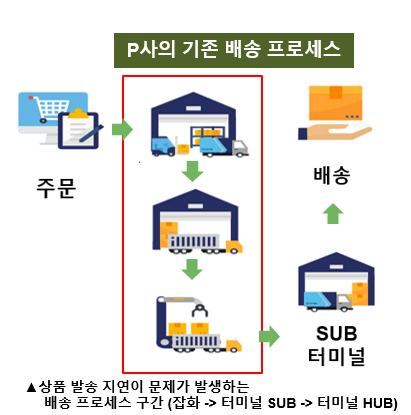 P사의 기존 배송 프로세스
주문
배송
SUB
터미널
▲상품 발송 지연이 문제가 발생하는
배송 프로세스 구간 (잡화 -> 터미널 SUB -> 터미널 HUB)